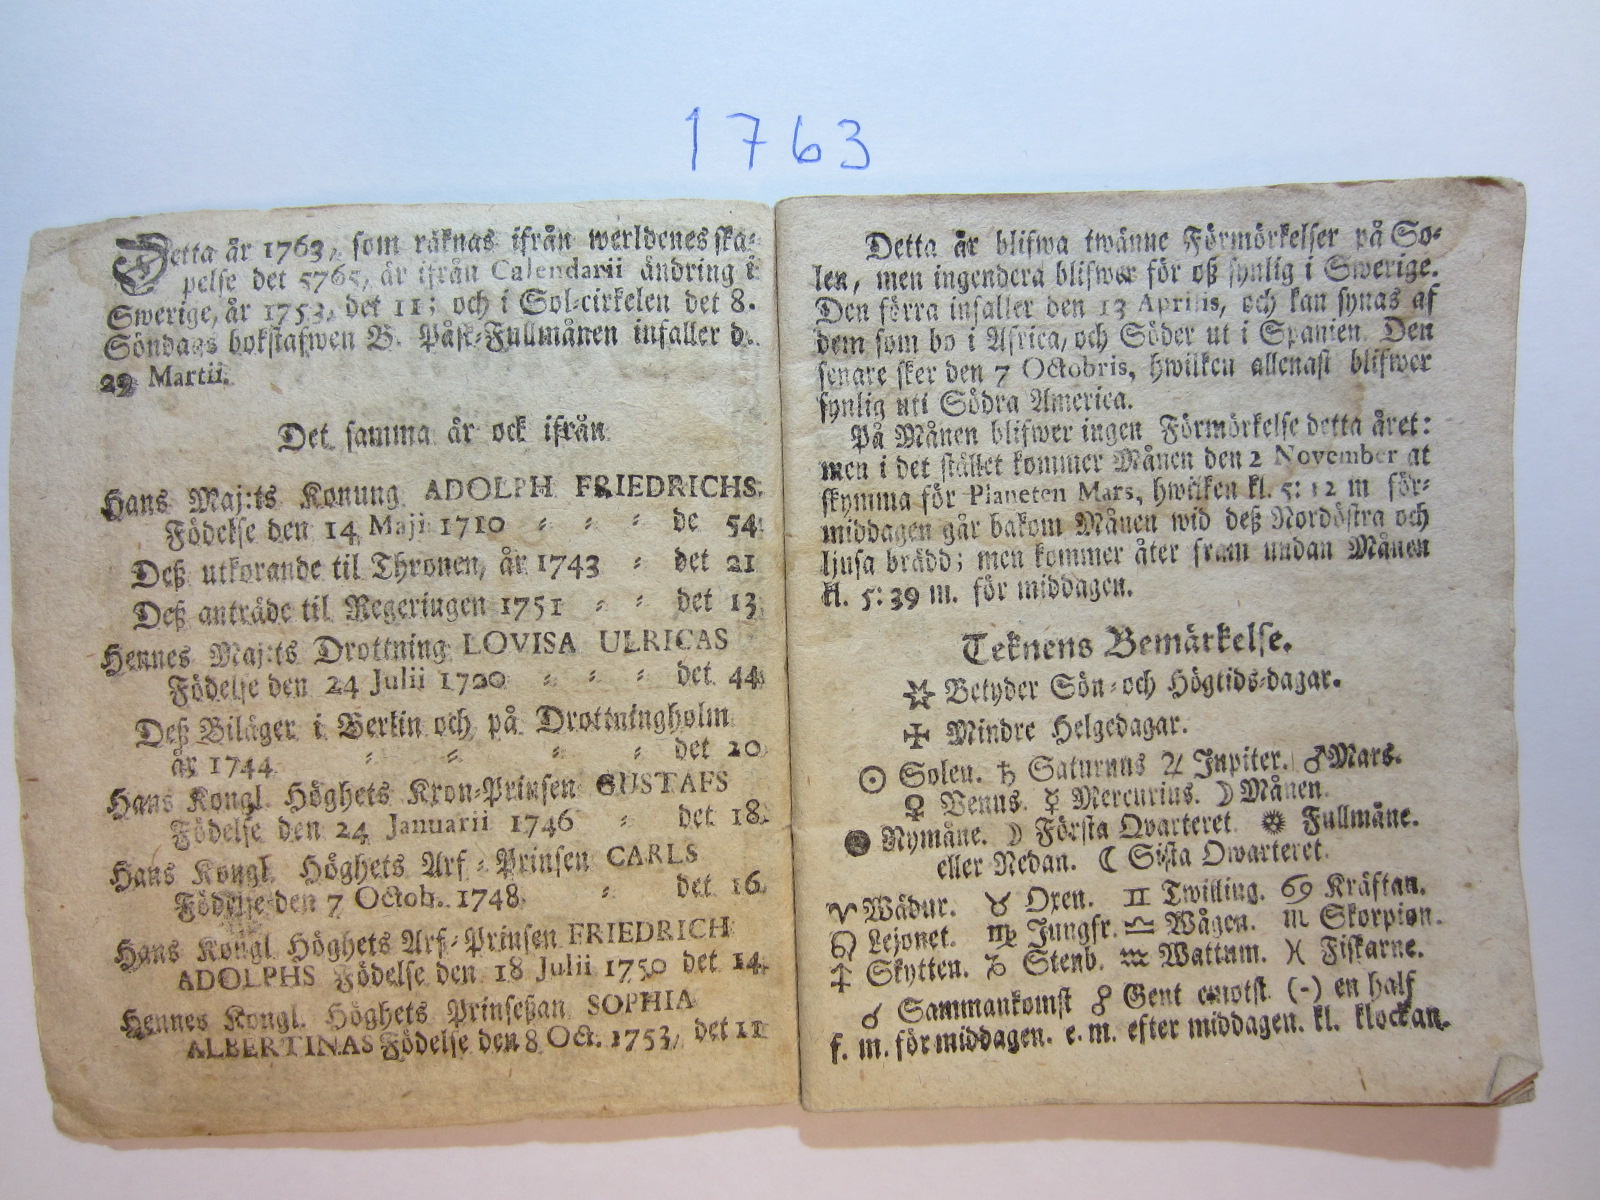 1763
Detta år 1763, som räknas ifrån werldenes ska⸗
pelse det 5765, är ifrån Calendarii ändring i
Swerige, år 1753, det 11; och i Sol-cirkelen det 8.
Söndags bokstafwen B. Påsk⸗Fullmånen infaller d.
29 Martii.
Det samma år ock ifrån
Hans Maj:ts Konung ADOLPH FRIEDRICHS
Födelse den 14 Maji 1710 ⸗ ⸗ ⸗ de 54
Deß utkorande til Thronen, år 1743 ⸗ det 21
Deß anträde til Regeringen 1751 ⸗ ⸗ det 13
Hennes Maj:ts Drottning LOVISA ULRICAS
Födelse den 24 Julii 1720 ⸗ ⸗ ⸗ det 44
Deß Biläger i Berlin och på Drottningholm
år 1744 ⸗ ⸗ ⸗ ⸗ det 20
Hans Kongl. Höghets Kron⸗Prinsen GUSTAFS
Födelse den 24 Januarii 1746 ⸗ det 18.
Hans Kongl. Höghets Arf⸗Prinsen CARLS
Födelse den 7 Octob. 1748 ⸗ det 16
Hans Kongl. Höghets Arf⸗Prinsen FRIEDRICH
ADOLPHS Födelse den 18 Julii 1750 det 14
Hennes Kongl. Höghets Prinseßan SOPHIA
ALBERTINAS Födelse den 8 Oct. 1753, det 11
Detta år blifwa twänne Förmörkelser på So⸗
len, men ingendera blifwer för oß synlig i Swerige.
Den förra infaller den 13 Aprilis, och kan synas af
dem som bo i Africa, och Söder ut i Spanien. Den
senare sker den 7 Octobris, hwilken allenast blifwer
synlig uti Södra America.
På Månen blifwer ingen Förmörkelse detta året:
men i det stället kommer Månen den 2 November at
skymma för Planeten Mars, hwilken kl. 5: 12 m för⸗
middagen går bakom Månen wid deß Nordöstra och
ljusa brädd; men kommer åter fram undan Månen
kl. 5: 39 m. för middagen.
Teknens Bemärkelse.
✡ Betyder Sön⸗och Högtids⸗dagar.
✠ Mindre Helgedagar.
☉ Solen. ♄ Saturnus ♃ Jupiter. ♂ Mars.
♀ Venus. ☿ Mercurius. ☽ Månen.
● Nymåne. ☽ Första Qvarteret ✹ Fullmåne.
eller Nedan. ☾ Sista Qwarteret.
♈ Wädur. ♉ Oxen. ♊ Twilling. ♋ Kräftan.
♌ Lejonet. ♍ Jungfr. ♎ Wågen. ♏ Skorpion.
♐ Skytten. ♑ Stenb. ♒ Wattum. ♓ Fiskarne.
☌ Sammankomst ☍ Gent emotst (-) en half
f. m. för middagen. e. m. efter middagen. kl. klockan.